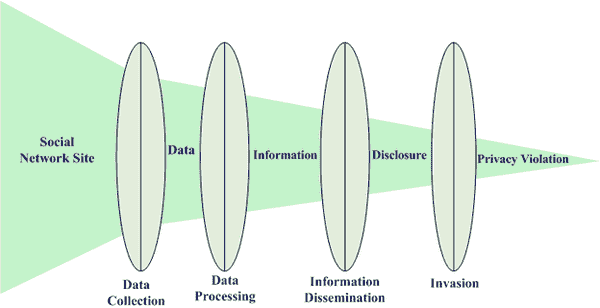 Social
Network Site
Data
Information
Disclosure
Privacy Violation
Data
Collection
Data
Processing
Information
Dissemination
Invasion